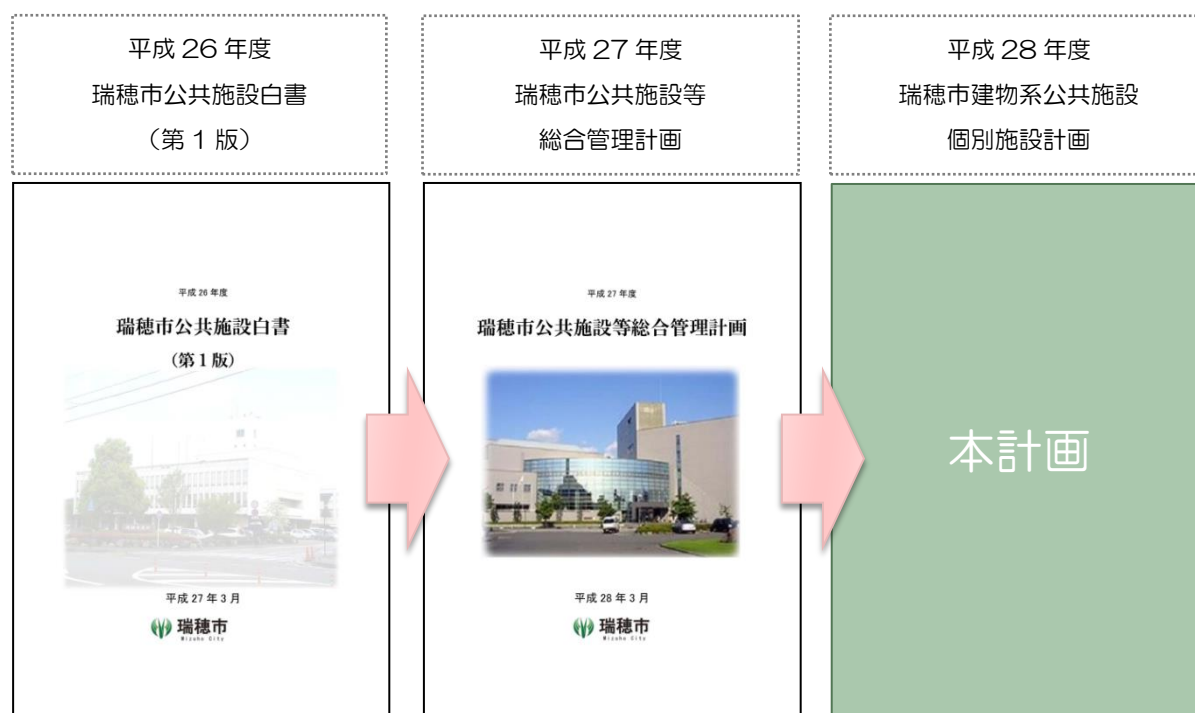 平成 26 年度
瑞穂市公共施設白書
（第 1 版）
平成 27 年度
瑞穂市公共施設等
総合管理計画
平成 28 年度
瑞穂市建物系公共施設
個別施設計画
平成 26 年度
瑞穂市公共施設白書
（第 1 版）
平成 27 年 3 月
瑞穂市
Mizuho City
平成 27 年度
瑞穂市公共施設等総合管理計画
平成 28 年 3 月
瑞穂市
Mizuho City
本計画